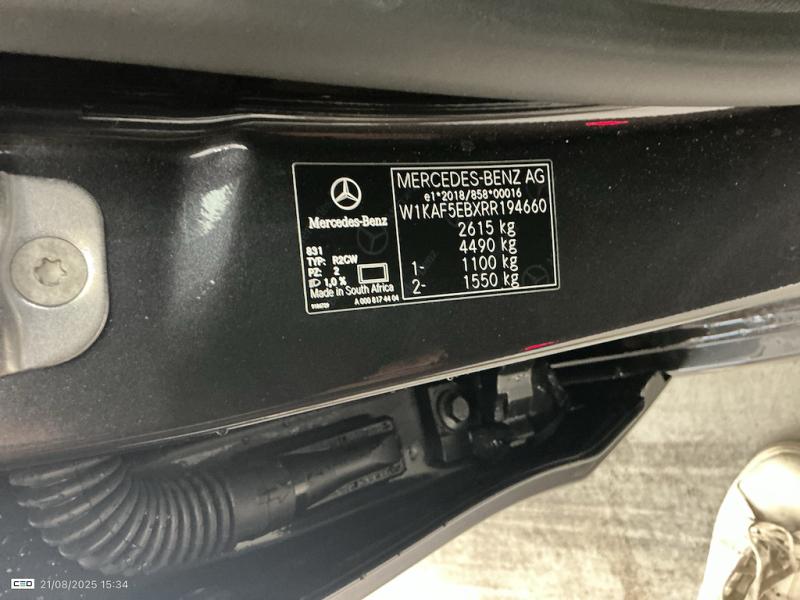 Mercedes-Benz
831
TYP: R2CW
PZ: 2
1,0 %
Made in South Africa
A 000 817 44 04
MERCEDES-BENZ AG
e1*2018/858*00016
W1KAF5EBXRR194660
2615 kg
4490 kg
1- 1100 kg
2- 1550 kg
CEO 21/08/2025 15:34